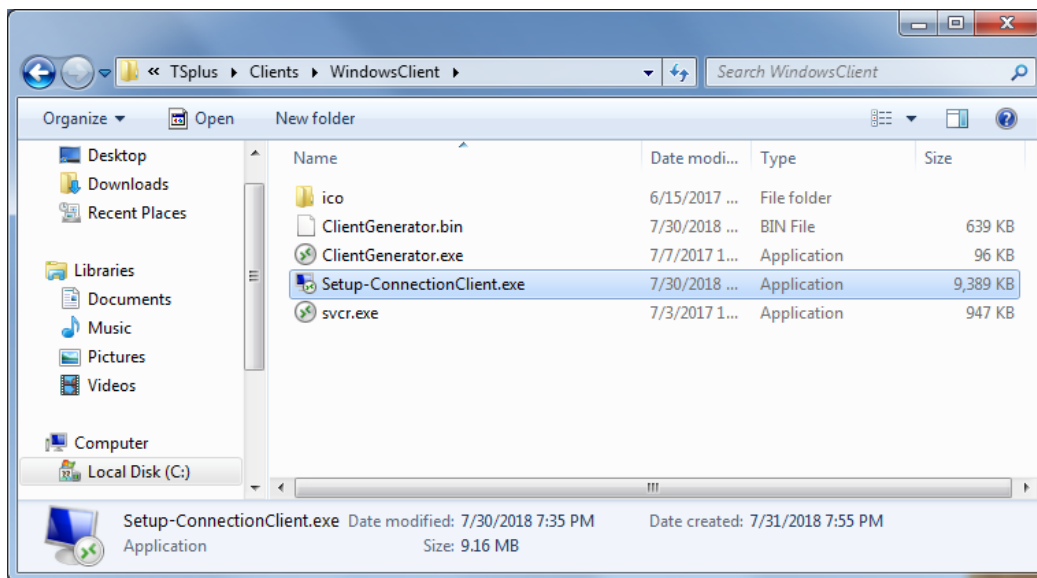 « TSplus ▸ Clients ▸ WindowsClient ▸ Search WindowsClient
Organize ▾ Open New folder
Desktop
Downloads
Recent Places
Libraries
Documents
Music
Pictures
Videos
Computer
Local Disk (C:)
Name Date modi... Type Size
ico 6/15/2017 ... File folder
ClientGenerator.bin 7/30/2018 ... BIN File 639 KB
ClientGenerator.exe 7/7/2017 1... Application 96 KB
Setup-ConnectionClient.exe 7/30/2018 ... Application 9,389 KB
svcr.exe 7/3/2017 1... Application 947 KB
Setup-ConnectionClient.exe Date modified: 7/30/2018 7:35 PM Date created: 7/31/2018 7:55 PM
Application Size: 9.16 MB